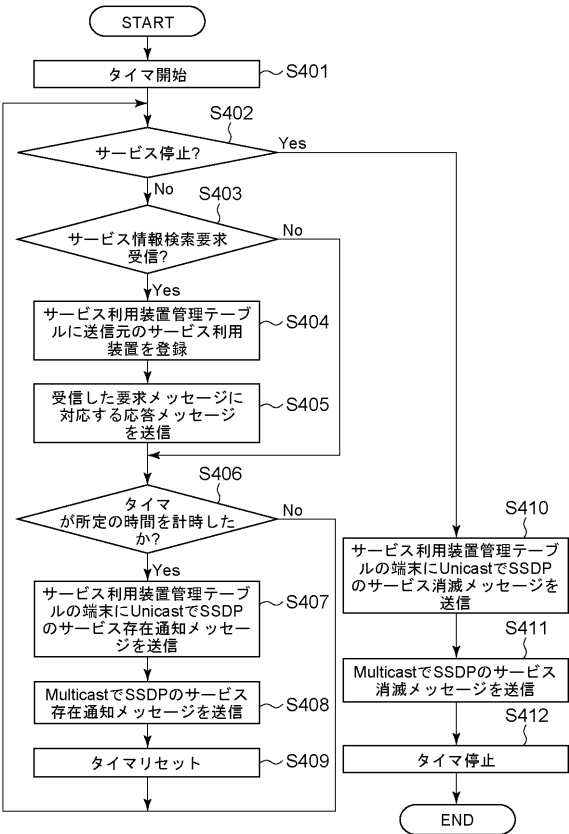 START
タイマ開始
S401
S402
サービス停止?
Yes
No
S403
サービス情報検索要求
受信?
No
Yes
サービス利用装置管理テーブ
ルに送信元のサービス利用
装置を登録
S404
受信した要求メッセージに
対応する応答メッセージ
を送信
S405
S406
タイマ
が所定の時間を計時した
か?
No
Yes
サービス利用装置管理テーブ
ルの端末にUnicastでSSDP
のサービス存在通知メッセー
ジを送信
S407
MulticastでSSDPのサービス
存在通知メッセージを送信
S408
タイマリセット
S409
S410
サービス利用装置管理テーブ
ルの端末にUnicastでSSDP
のサービス消滅メッセージを
送信
S411
MulticastでSSDPのサービス
消滅メッセージを送信
S412
タイマ停止
END